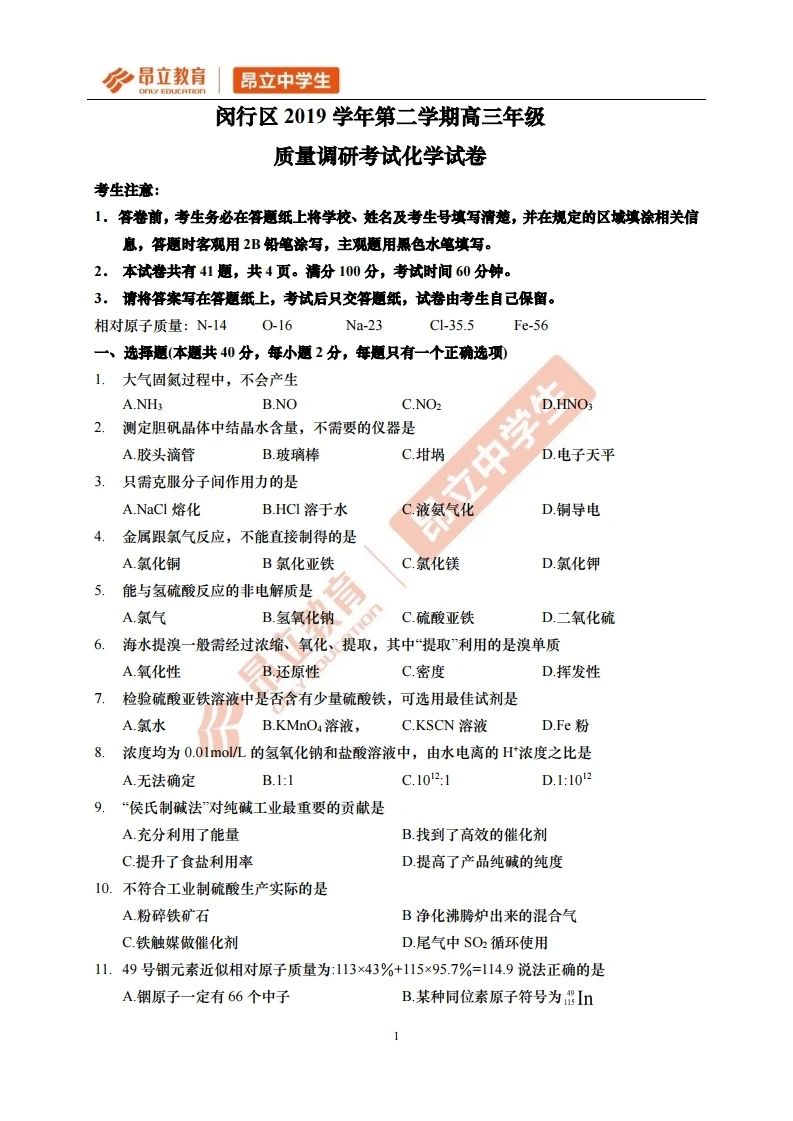 昂立教育
ONLY EDUCATION
昂立中学生
闵行区 2019 学年第二学期高三年级
质量调研考试化学试卷
考生注意：
1． 答卷前，考生务必在答题纸上将学校、姓名及考生号填写清楚，并在规定的区域填涂相关信
息，答题时客观用 2B 铅笔涂写，主观题用黑色水笔填写。
2． 本试卷共有 41 题，共 4 页。满分 100 分，考试时间 60 分钟。
3． 请将答案写在答题纸上，考试后只交答题纸，试卷由考生自己保留。
相对原子质量：N-14 O-16 Na-23 Cl-35.5 Fe-56
一、选择题(本题共 40 分，每小题 2 分，每题只有一个正确选项)
1. 大气固氮过程中，不会产生
A.NH₃ B.NO C.NO₂ D.HNO₃
2. 测定胆矾晶体中结晶水含量，不需要的仪器是
A.胶头滴管 B.玻璃棒 C.坩埚 D.电子天平
3. 只需克服分子间作用力的是
A.NaCl 熔化 B.HCl 溶于水 C.液氨气化 D.铜导电
4. 金属跟氯气反应，不能直接制得的是
A.氯化铜 B 氯化亚铁 C.氯化镁 D.氯化钾
5. 能与氢硫酸反应的非电解质是
A.氯气 B.氢氧化钠 C.硫酸亚铁 D.二氧化硫
6. 海水提溴一般需经过浓缩、氧化、提取，其中“提取”利用的是溴单质
A.氧化性 B.还原性 C.密度 D.挥发性
7. 检验硫酸亚铁溶液中是否含有少量硫酸铁，可选用最佳试剂是
A.氯水 B.KMnO₄ 溶液， C.KSCN 溶液 D.Fe 粉
8. 浓度均为 0.01mol/L 的氢氧化钠和盐酸溶液中，由水电离的 H⁺浓度之比是
A.无法确定 B.1:1 C.10¹²:1 D.1:10¹²
9. “侯氏制碱法”对纯碱工业最重要的贡献是
A.充分利用了能量 B.找到了高效的催化剂
C.提升了食盐利用率 D.提高了产品纯碱的纯度
10. 不符合工业制硫酸生产实际的是
A.粉碎铁矿石 B 净化沸腾炉出来的混合气
C.铁触媒做催化剂 D.尾气中 SO₂ 循环使用
11. 49 号铟元素近似相对原子质量为:113×43％+115×95.7％=114.9 说法正确的是
A.铟原子一定有 66 个中子 B.某种同位素原子符号为 ⁴⁹₁₁₅In
昂立教育
ONLY EDUCATION
昂立中学生
1